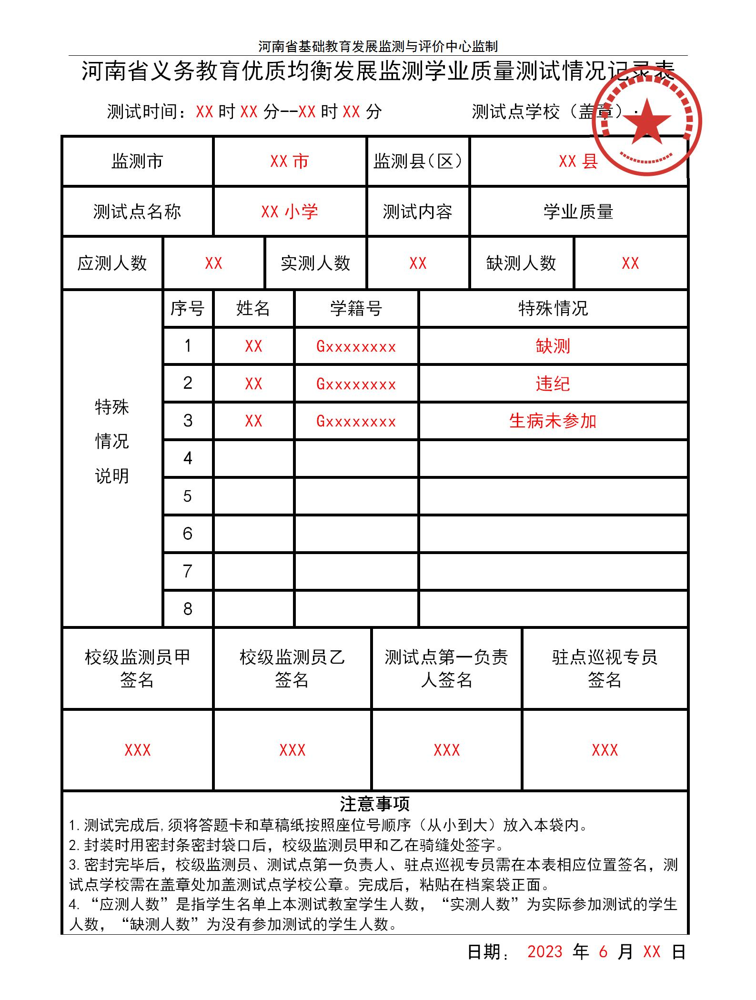 河南省基础教育发展监测与评价中心监制
河南省义务教育优质均衡发展监测学业质量测试情况记录表
测试时间：XX 时 XX 分--XX 时 XX 分 测试点学校（盖章）：
监测市 XX 市 监测县(区) XX 县
测试点名称 XX 小学 测试内容 学业质量
应测人数 XX 实测人数 XX 缺测人数 XX
特殊
情况
说明
序号 姓名 学籍号 特殊情况
1 XX Gxxxxxxxx 缺测
2 XX Gxxxxxxxx 违纪
3 XX Gxxxxxxxx 生病未参加
4
5
6
7
8
校级监测员甲 校级监测员乙 测试点第一负责 驻点巡视专员
签名 签名 人签名 签名
XXX XXX XXX XXX
注意事项
1.测试完成后,须将答题卡和草稿纸按照座位号顺序（从小到大）放入本袋内。
2.封装时用密封条密封袋口后，校级监测员甲和乙在骑缝处签字。
3.密封完毕后，校级监测员、测试点第一负责人、驻点巡视专员需在本表相应位置签名，测
试点学校需在盖章处加盖测试点学校公章。完成后，粘贴在档案袋正面。
4.“应测人数”是指学生名单上本测试教室学生人数，“实测人数”为实际参加测试的学生
人数，“缺测人数”为没有参加测试的学生人数。
日期： 2023 年 6 月 XX 日